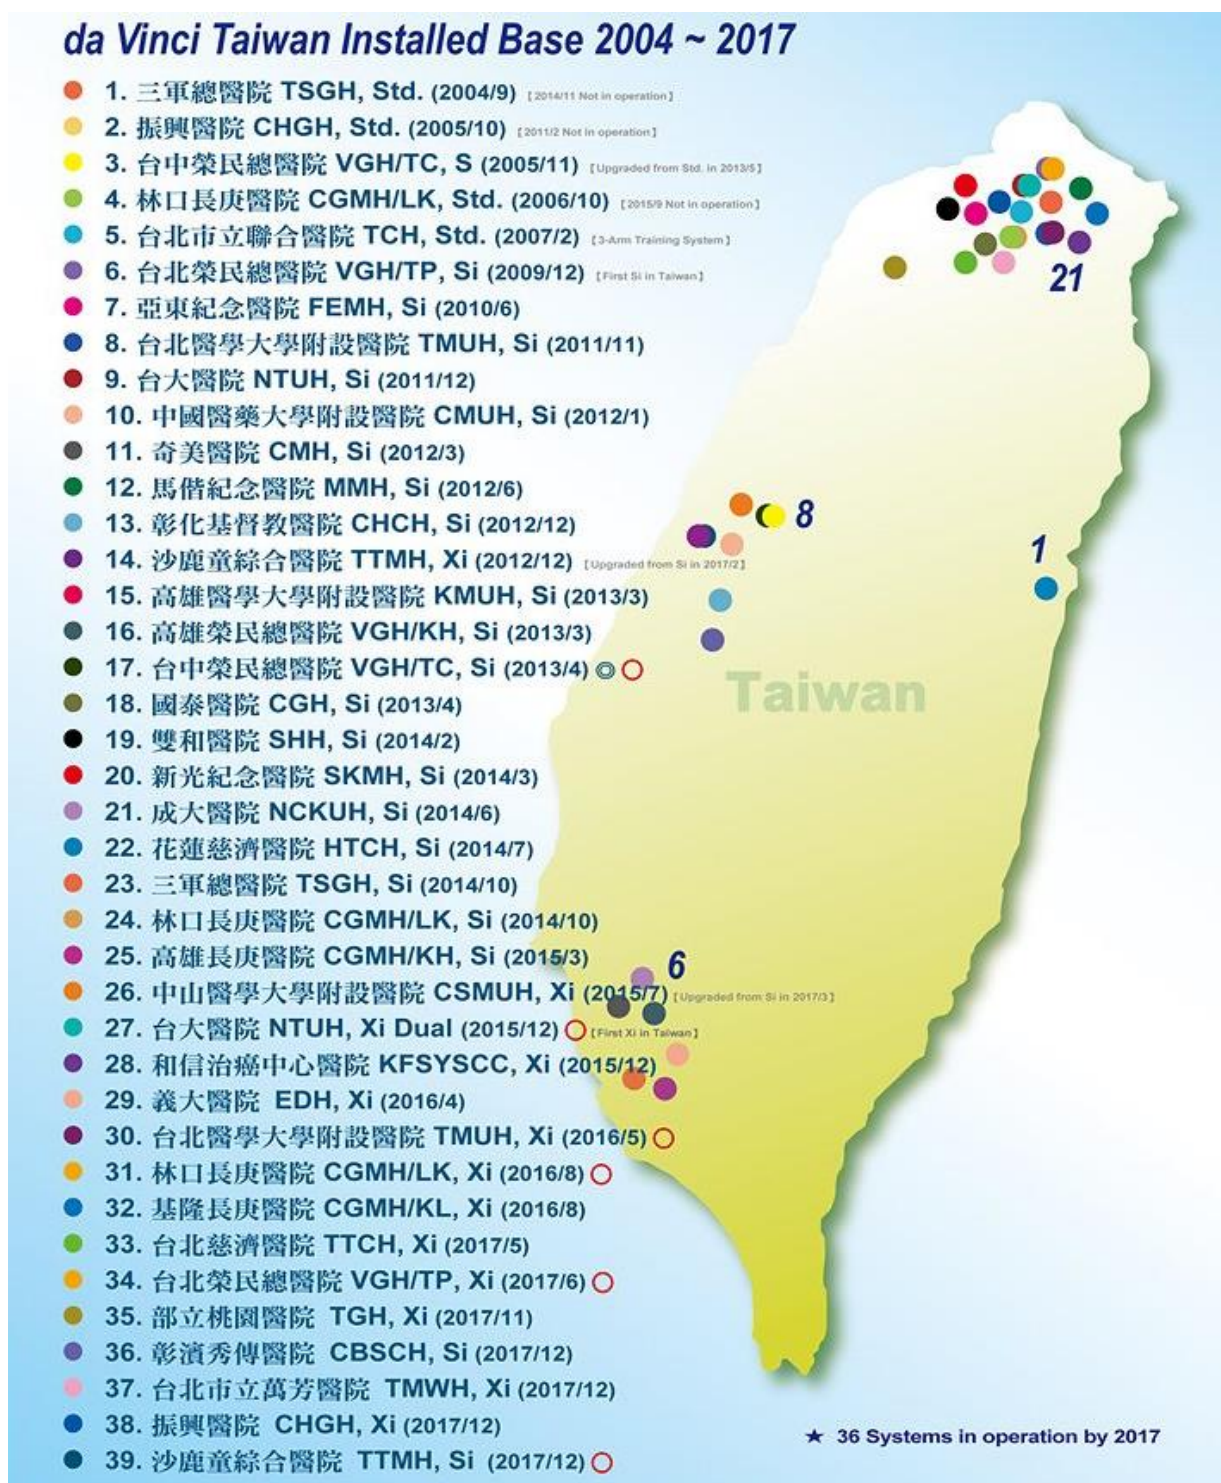 da Vinci Taiwan Installed Base 2004 ~ 2017
1. 三軍總醫院 TSGH, Std. (2004/9) [2014/11 Not in operation]
2. 振興醫院 CHGH, Std. (2005/10) [2011/2 Not in operation]
3. 台中榮民總醫院 VGH/TC, S (2005/11) [Upgraded from Std. in 2013/5]
4. 林口長庚醫院 CGMH/LK, Std. (2006/10) [2015/9 Not in operation]
5. 台北市立聯合醫院 TCH, Std. (2007/2) [3-Arm Training System]
6. 台北榮民總醫院 VGH/TP, Si (2009/12) [First Si in Taiwan]
21
7. 亞東紀念醫院 FEMH, Si (2010/6)
8. 台北醫學大學附設醫院 TMUH, Si (2011/11)
9. 台大醫院 NTUH, Si (2011/12)
10. 中國醫藥大學附設醫院 CMUH, Si (2012/1)
11. 奇美醫院 CMH, Si (2012/3)
12. 馬偕紀念醫院 MMH, Si (2012/6)
8
13. 彰化基督教醫院 CHCH, Si (2012/12)
1
14. 沙鹿童綜合醫院 TTMH, Xi (2012/12) [Upgraded from Si in 2017/2]
15. 高雄醫學大學附設醫院 KMUH, Si (2013/3)
16. 高雄榮民總醫院 VGH/KH, Si (2013/3)
17. 台中榮民總醫院 VGH/TC, Si (2013/4) ◎ ○
Taiwan
18. 國泰醫院 CGH, Si (2013/4)
19. 雙和醫院 SHH, Si (2014/2)
20. 新光紀念醫院 SKMH, Si (2014/3)
21. 成大醫院 NCKUH, Si (2014/6)
22. 花蓮慈濟醫院 HTCH, Si (2014/7)
23. 三軍總醫院 TSGH, Si (2014/10)
24. 林口長庚醫院 CGMH/LK, Si (2014/10)
25. 高雄長庚醫院 CGMH/KH, Si (2015/3)
6
26. 中山醫學大學附設醫院 CSMUH, Xi (2015/7) [Upgraded from Si in 2017/3]
27. 台大醫院 NTUH, Xi Dual (2015/12) ○ [First Xi in Taiwan]
28. 和信治癌中心醫院 KFSYSCC, Xi (2015/12)
29. 義大醫院 EDH, Xi (2016/4)
30. 台北醫學大學附設醫院 TMUH, Xi (2016/5) ○
31. 林口長庚醫院 CGMH/LK, Xi (2016/8) ○
32. 基隆長庚醫院 CGMH/KL, Xi (2016/8)
33. 台北慈濟醫院 TTCH, Xi (2017/5)
34. 台北榮民總醫院 VGH/TP, Xi (2017/6) ○
35. 部立桃園醫院 TGH, Xi (2017/11)
36. 彰濱秀傳醫院 CBSCH, Si (2017/12)
37. 台北市立萬芳醫院 TMWH, Xi (2017/12)
38. 振興醫院 CHGH, Xi (2017/12)
★ 36 Systems in operation by 2017
39. 沙鹿童綜合醫院 TTMH, Si (2017/12) ○